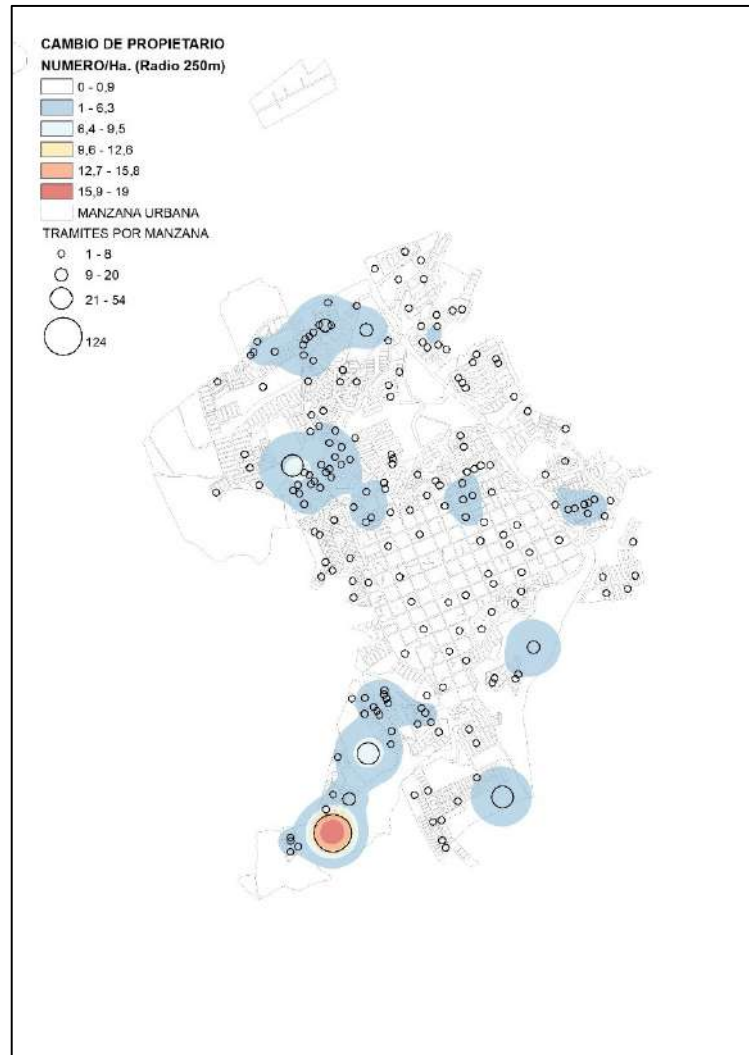 CAMBIO DE PROPIETARIO
NUMERO/Ha. (Radio 250m)
0 - 0,9
1 - 6,3
6,4 - 9,5
9,6 - 12,6
12,7 - 15,8
15,9 - 19
MANZANA URBANA
TRAMITES POR MANZANA
1 - 8
9 - 20
21 - 54
124